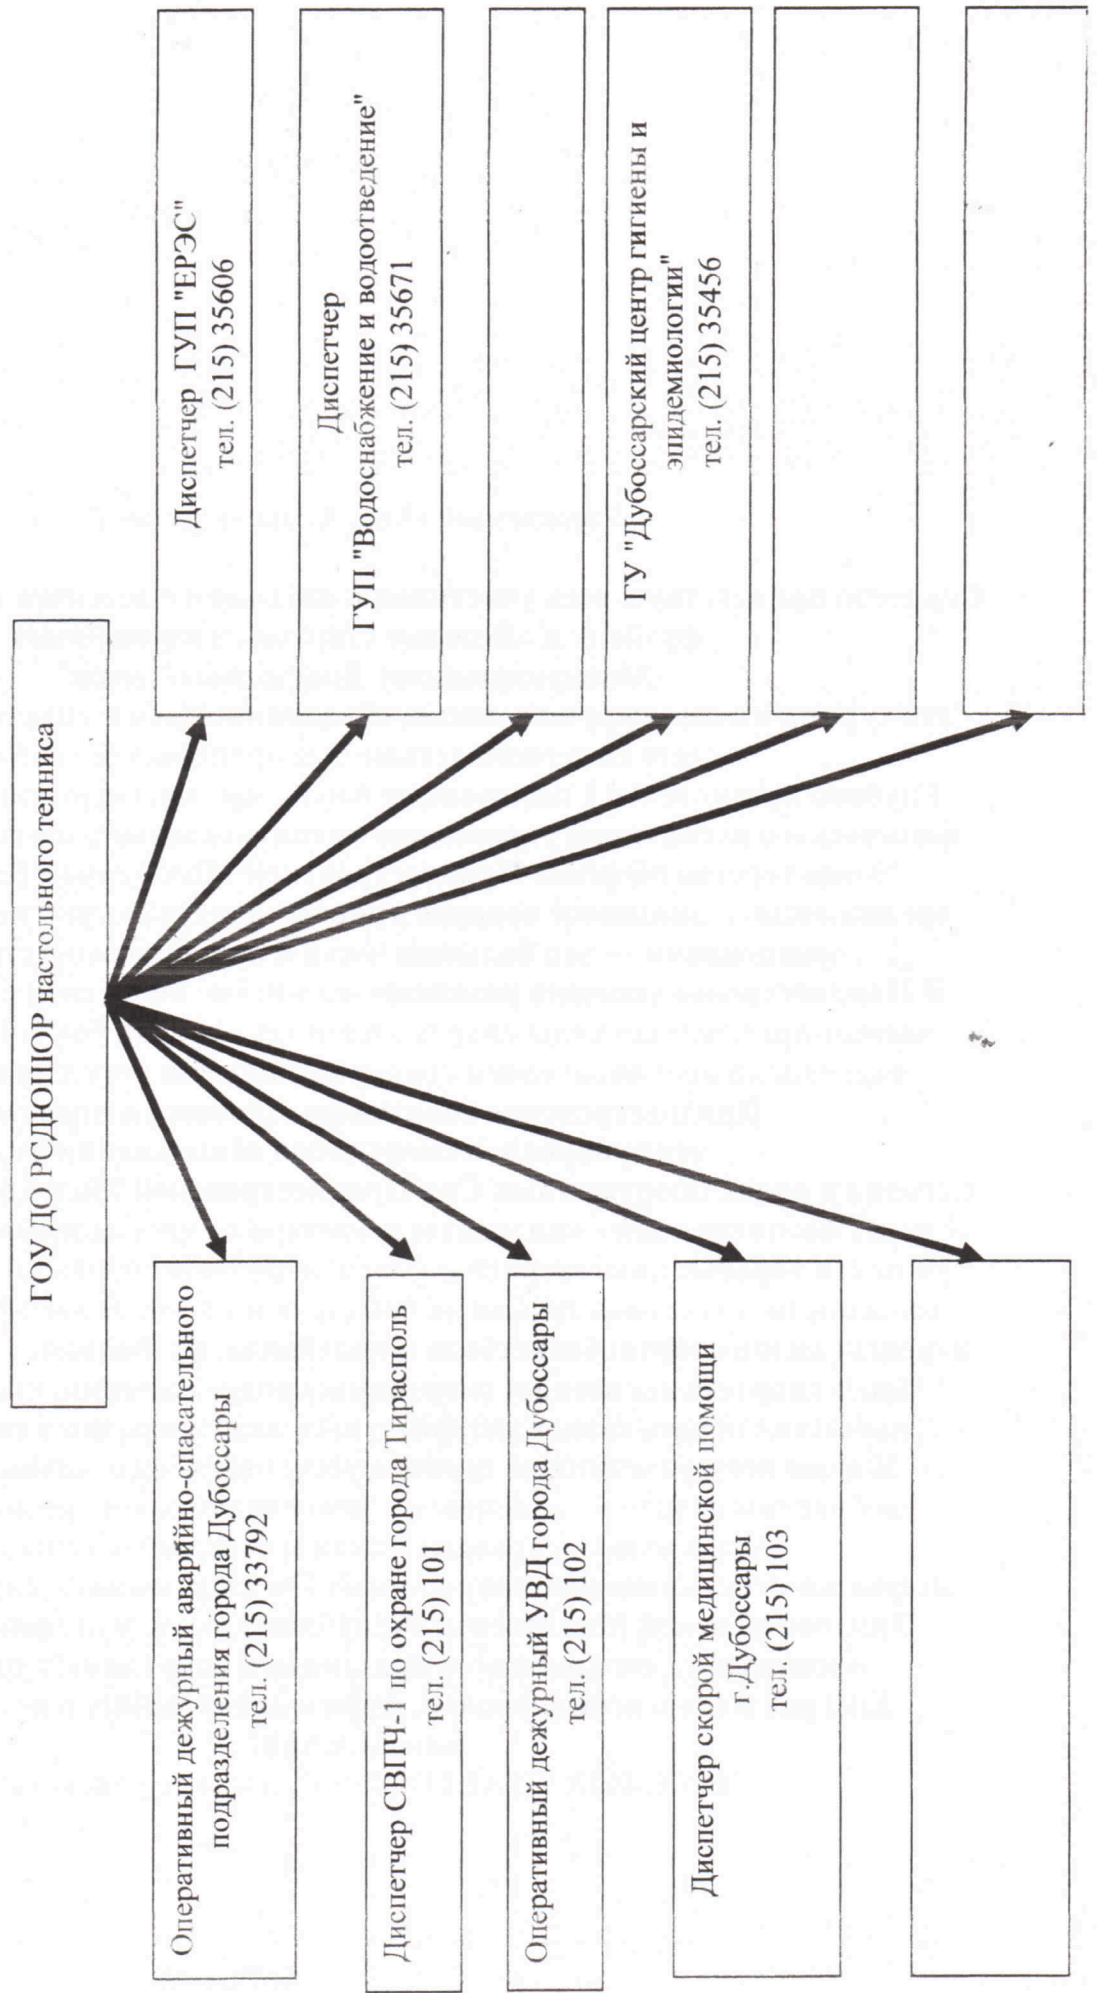 ГОУ ДО РСДЮШОР настольного тенниса
Оперативный дежурный аварийно-спасательного
подразделения города Дубоссары
тел. (215) 33792
Диспетчер СВПЧ-1 по охране города Тирасполь
тел. (215) 101
Оперативный дежурный УВД города Дубоссары
тел.(215) 102
Диспетчер скорой медицинской помощи
г.Дубоссары
тел.(215)103
Диспетчер ГУП "ЕРЭС"
тел. (215) 35606
Диспетчер
ГУП "Водоснабжение и водоотведение"
тел. (215) 35671
ГУ "Дубоссарский центр гигиены и
эпидемиологии"
тел. (215) 35456